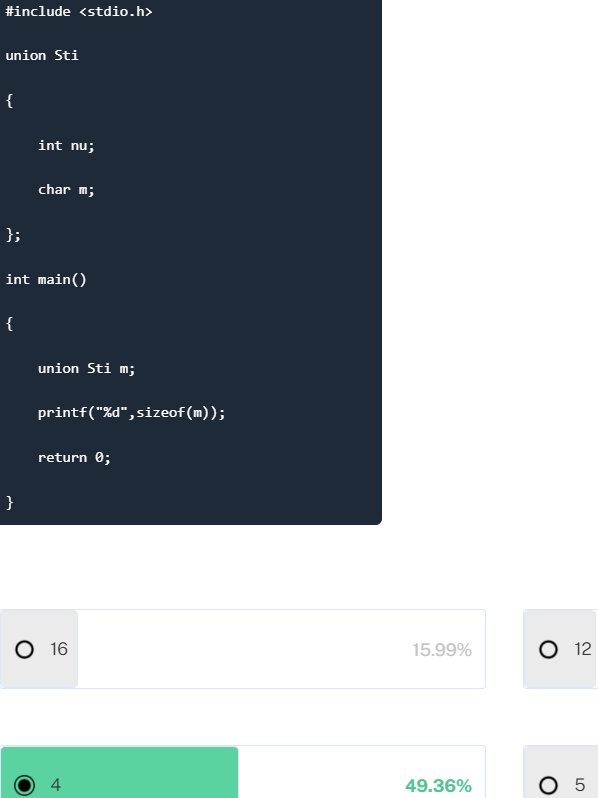 #include <stdio.h>
union Sti
{
    int nu;
    char m;
};
int main()
{
    union Sti m;
    printf("%d",sizeof(m));
    return 0;
}
16 15.99% 12
4 49.36% 5